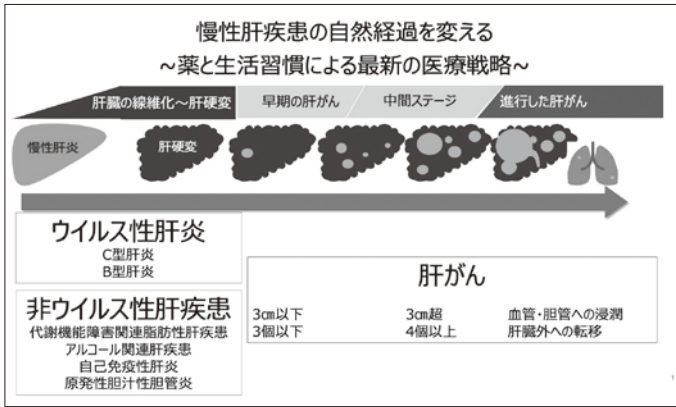 慢性肝疾患の自然経過を変える
~薬と生活習慣による最新の医療戦略~
肝臓の線維化~肝硬変
早期の肝がん
中間ステージ
進行した肝がん
慢性肝炎
肝硬変
ウイルス性肝炎
C型肝炎
B型肝炎
非ウイルス性肝疾患
代謝機能障害関連脂肪性肝疾患
アルコール関連肝疾患
自己免疫性肝炎
原発性胆汁性胆管炎
肝がん
3㎝以下
3個以下
3㎝超
4個以上
血管・胆管への浸潤
肝臓外への転移
1